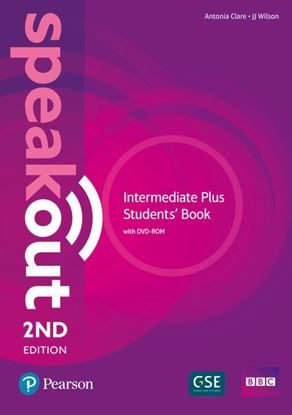 Antonia Clare • JJ Wilson
speakout
2ND
EDITION
Intermediate Plus
Students' Book
with DVD-ROM
Pearson
GSE
BBC